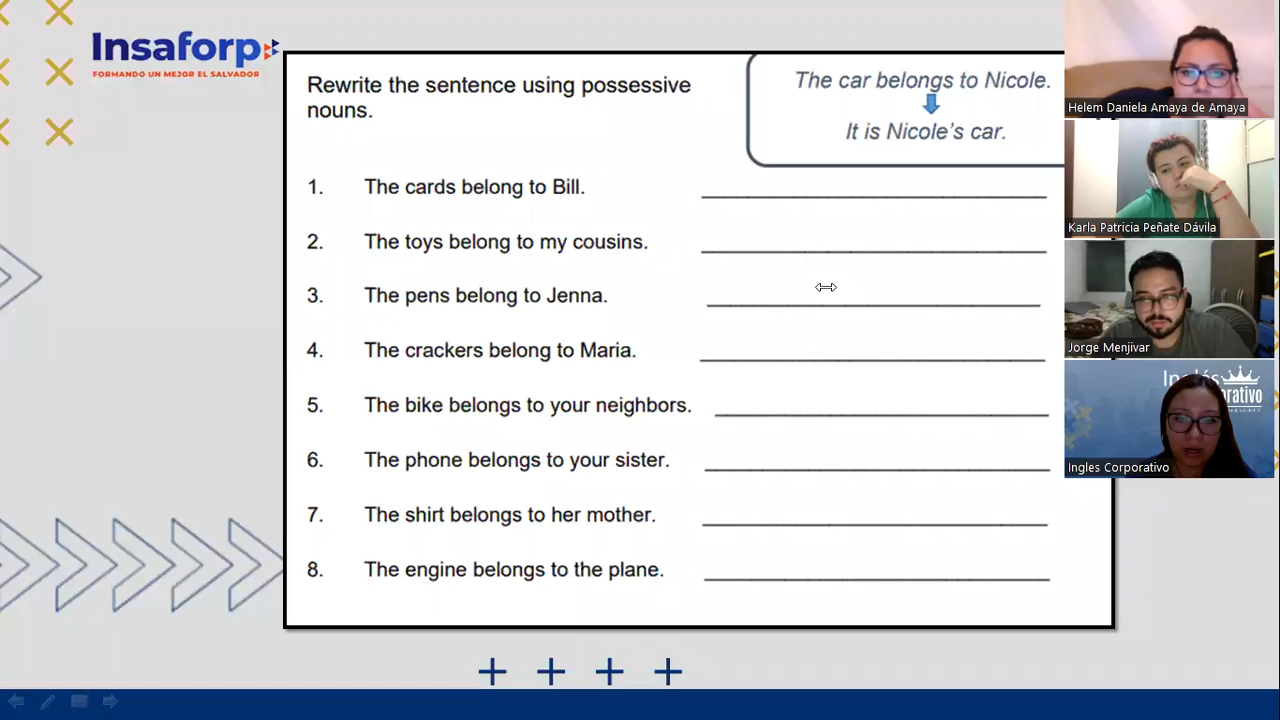 Insaforp
FORMANDO UN MEJOR EL SALVADOR
Rewrite the sentence using possessive
nouns.
The car belongs to Nicole.
It is Nicole's car.
1. The cards belong to Bill.
2. The toys belong to my cousins.
3. The pens belong to Jenna.
4. The crackers belong to Maria.
5. The bike belongs to your neighbors.
6. The phone belongs to your sister.
7. The shirt belongs to her mother.
8. The engine belongs to the plane.
Helem Daniela Amaya de Amaya
Karla Patricia Peñate Dávila
Jorge Menjivar
Ingles Corporativo